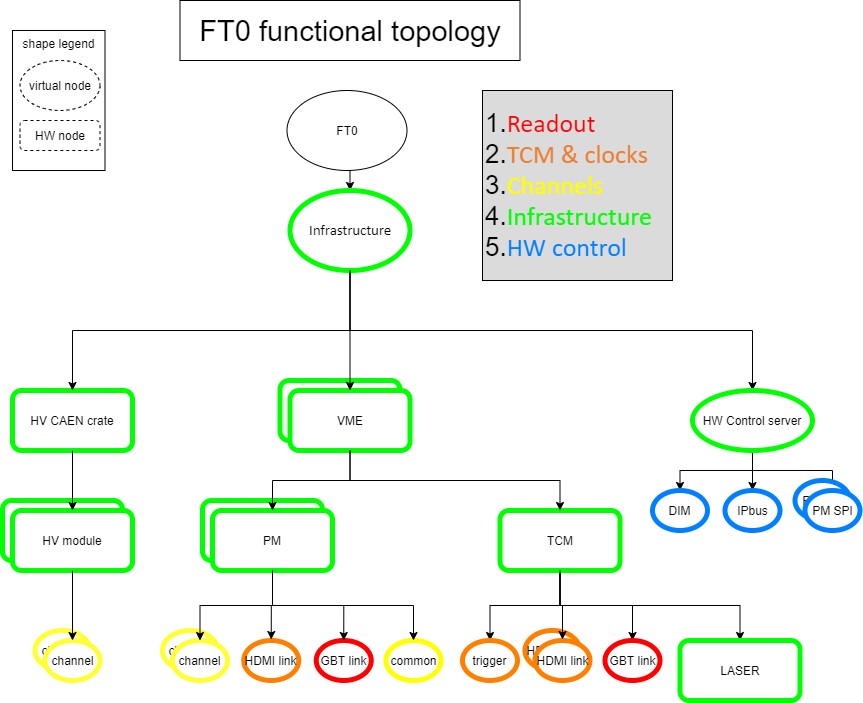 FT0 functional topology
shape legend
virtual node
HW node
FT0
1.Readout
2.TCM & clocks
3.Channels
4.Infrastructure
5.HW control
Infrastructure
HV CAEN crate
VME
HW Control server
DIM
IPbus
PM SPI
HV module
PM
TCM
channel
channel
HDMI link
GBT link
common
trigger
HDMI link
GBT link
LASER